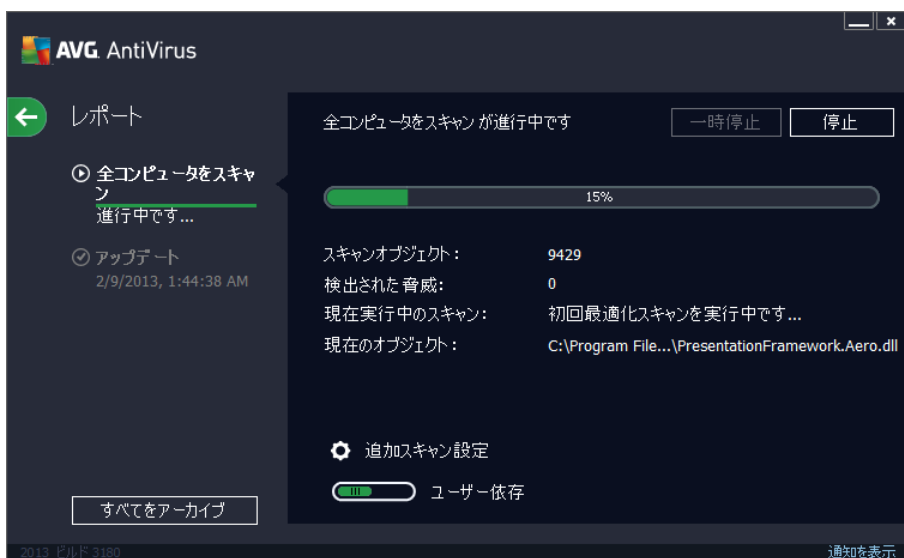 AVG. AntiVirus
レポート
全コンピュータをスキャ
ン
進行中です...
アップデート
2/9/2013, 1:44:38 AM
すべてをアーカイブ
全コンピュータをスキャン が進行中です
一時停止
停止
15%
スキャンオブジェクト: 9429
検出された脅威: 0
現在実行中のスキャン: 初回最適化スキャンを実行中です...
現在のオブジェクト: C:\Program File...\PresentationFramework.Aero.dll
追加スキャン設定
ユーザー依存
2013 ビルド 3180
通知を表示